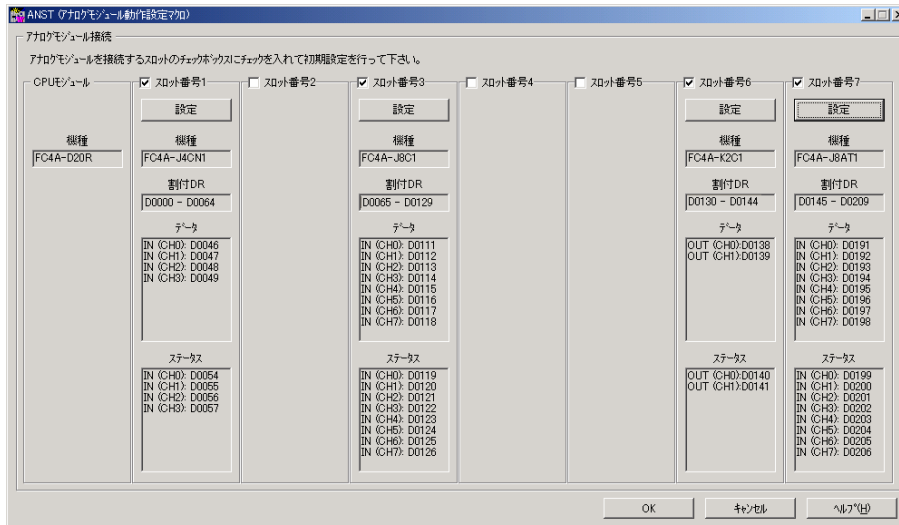 ANST (アナログモジュール動作設定マクロ)
アナログモジュール接続
アナログモジュールを接続するスロットのチェックボックスにチェックを入れて初期設定を行って下さい。
CPUモジュール
機種
FC4A-D20R
スロット番号1
設定
機種
FC4A-J4CN1
割付DR
D0000 - D0064
データ
IN (CH0): D0046
IN (CH1): D0047
IN (CH2): D0048
IN (CH3): D0049
ステータス
IN (CH0): D0054
IN (CH1): D0055
IN (CH2): D0056
IN (CH3): D0057
スロット番号2
スロット番号3
設定
機種
FC4A-J8C1
割付DR
D0065 - D0129
データ
IN (CH0): D0111
IN (CH1): D0112
IN (CH2): D0113
IN (CH3): D0114
IN (CH4): D0115
IN (CH5): D0116
IN (CH6): D0117
IN (CH7): D0118
ステータス
IN (CH0): D0119
IN (CH1): D0120
IN (CH2): D0121
IN (CH3): D0122
IN (CH4): D0123
IN (CH5): D0124
IN (CH6): D0125
IN (CH7): D0126
スロット番号4
スロット番号5
スロット番号6
設定
機種
FC4A-K2C1
割付DR
D0130 - D0144
データ
OUT (CH0):D0138
OUT (CH1):D0139
ステータス
OUT (CH0):D0140
OUT (CH1):D0141
スロット番号7
設定
機種
FC4A-J8AT1
割付DR
D0145 - D0209
データ
IN (CH0): D0191
IN (CH1): D0192
IN (CH2): D0193
IN (CH3): D0194
IN (CH4): D0195
IN (CH5): D0196
IN (CH6): D0197
IN (CH7): D0198
ステータス
IN (CH0): D0199
IN (CH1): D0200
IN (CH2): D0201
IN (CH3): D0202
IN (CH4): D0203
IN (CH5): D0204
IN (CH6): D0205
IN (CH7): D0206
OK
キャンセル
ヘルプ(H)